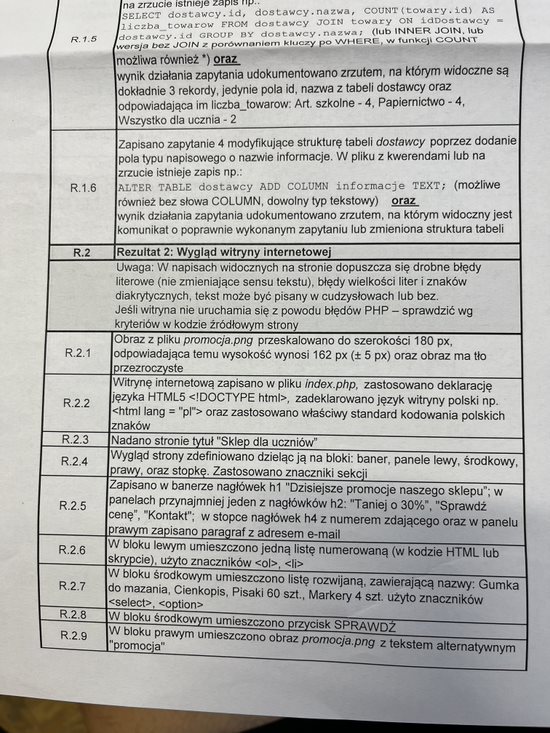 na zrzucie istnieje zapis np.:
SELECT dostawcy.id, dostawcy.nazwa, COUNT(towary.id) AS
liczba_towarow FROM dostawcy JOIN towary ON idDostawcy =
R.1.5 dostawcy.id GROUP BY dostawcy.nazwa; (lub INNER JOIN, lub
wersja bez JOIN z porównaniem kluczy po WHERE, w funkcji COUNT
możliwa również *) oraz
wynik działania zapytania udokumentowano zrzutem, na którym widoczne są
dokładnie 3 rekordy, jedynie pola id, nazwa z tabeli dostawcy oraz
odpowiadająca im liczba_towarow: Art. szkolne - 4, Papiernictwo - 4,
Wszystko dla ucznia - 2
Zapisano zapytanie 4 modyfikujące strukturę tabeli dostawcy poprzez dodanie
pola typu napisowego o nazwie informacje. W pliku z kwerendami lub na
zrzucie istnieje zapis np.:
R.1.6 ALTER TABLE dostawcy ADD COLUMN informacje TEXT; (możliwe
również bez słowa COLUMN, dowolny typ tekstowy) oraz
wynik działania zapytania udokumentowano zrzutem, na którym widoczny jest
komunikat o poprawnie wykonanym zapytaniu lub zmieniona struktura tabeli
R.2 Rezultat 2: Wygląd witryny internetowej
Uwaga: W napisach widocznych na stronie dopuszcza się drobne błędy
literowe (nie zmieniające sensu tekstu), błędy wielkości liter i znaków
diakrytycznych, tekst może być pisany w cudzysłowach lub bez.
Jeśli witryna nie uruchamia się z powodu błędów PHP – sprawdzić wg
kryteriów w kodzie źródłowym strony
Obraz z pliku promocja.png przeskalowano do szerokości 180 px,
R.2.1 odpowiadająca temu wysokość wynosi 162 px (± 5 px) oraz obraz ma tło
przezroczyste
Witrynę internetową zapisano w pliku index.php, zastosowano deklarację
R.2.2 języka HTML5 <!DOCTYPE html>, zadeklarowano język witryny polski np.
<html lang = "pl"> oraz zastosowano właściwy standard kodowania polskich
znaków
R.2.3 Nadano stronie tytuł "Sklep dla uczniów"
R.2.4 Wygląd strony zdefiniowano dzieląc ją na bloki: baner, panele lewy, środkowy,
prawy, oraz stopkę. Zastosowano znaczniki sekcji
Zapisano w banerze nagłówek h1 "Dzisiejsze promocje naszego sklepu"; w
R.2.5 panelach przynajmniej jeden z nagłówków h2: "Taniej o 30%", "Sprawdź
cenę", "Kontakt"; w stopce nagłówek h4 z numerem zdającego oraz w panelu
prawym zapisano paragraf z adresem e-mail
R.2.6 W bloku lewym umieszczono jedną listę numerowaną (w kodzie HTML lub
skrypcie), użyto znaczników <ol>, <li>
W bloku środkowym umieszczono listę rozwijaną, zawierającą nazwy: Gumka
R.2.7 do mazania, Cienkopis, Pisaki 60 szt., Markery 4 szt. użyto znaczników
<select>, <option>
R.2.8 W bloku środkowym umieszczono przycisk SPRAWDŹ
R.2.9 W bloku prawym umieszczono obraz promocja.png z tekstem alternatywnym
"promocja"